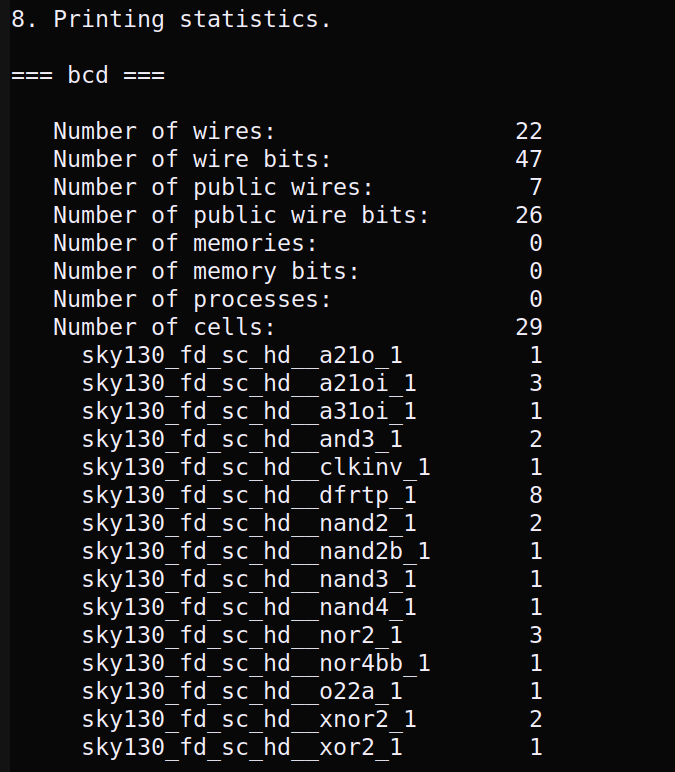 8. Printing statistics.
=== bcd ===
Number of wires: 22
Number of wire bits: 47
Number of public wires: 7
Number of public wire bits: 26
Number of memories: 0
Number of memory bits: 0
Number of processes: 0
Number of cells: 29
sky130_fd_sc_hd__a21o_1 1
sky130_fd_sc_hd__a21oi_1 3
sky130_fd_sc_hd__a31oi_1 1
sky130_fd_sc_hd__and3_1 2
sky130_fd_sc_hd__clkinv_1 1
sky130_fd_sc_hd__dfrtp_1 8
sky130_fd_sc_hd__nand2_1 2
sky130_fd_sc_hd__nand2b_1 1
sky130_fd_sc_hd__nand3_1 1
sky130_fd_sc_hd__nand4_1 1
sky130_fd_sc_hd__nor2_1 3
sky130_fd_sc_hd__nor4bb_1 1
sky130_fd_sc_hd__o22a_1 1
sky130_fd_sc_hd__xnor2_1 2
sky130_fd_sc_hd__xor2_1 1